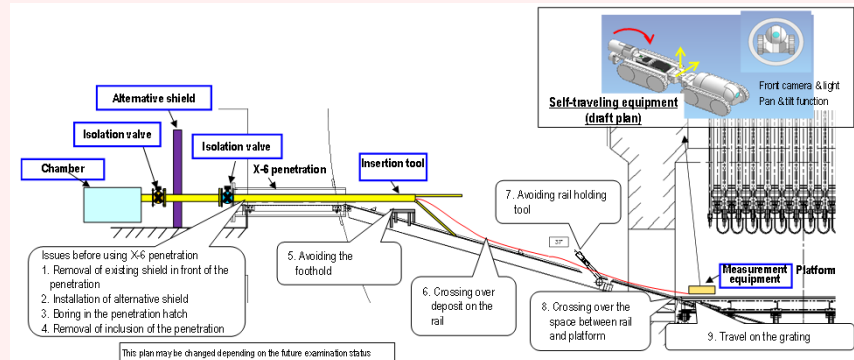 Front camera & light
Pan & tilt function
Self-traveling equipment
(draft plan)
Alternative shield
Isolation valve
Isolation valve
Chamber
X-6 penetration
Insertion tool
7. Avoiding rail holding
tool
5. Avoiding the
foothold
Issues before using X-6 penetration
1. Removal of existing shield in front of the
penetration
2. Installation of alternative shield
3. Boring in the penetration hatch
4. Removal of inclusion of the penetration
6. Crossing over
deposit on the
rail
Measurement
equipment
Platform
8. Crossing over the
space between rail
and platform
9. Travel on the grating
This plan may be changed depending on the future examination status